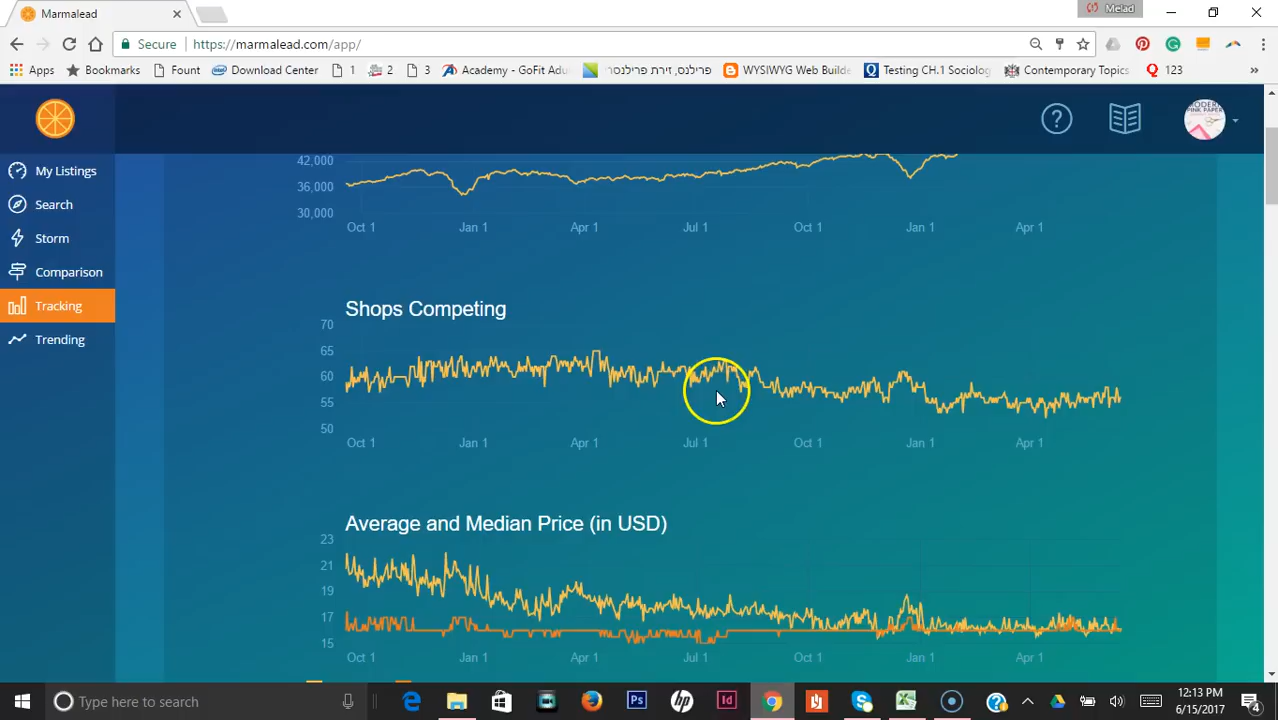 Marmalead
Melad
Secure https://marmalead.com/app/
Apps Bookmarks Fount Download Center 1 2 3 Academy - GoFit Adu פרילנס, זירת פרילנסר WYSIWYG Web Builde Testing CH.1 Sociolog Contemporary Topics 123 »
MODERN
PINK PAPER
My Listings
Search
Storm
Comparison
Tracking
Trending
42,000
36,000
30,000
Oct 1 Jan 1 Apr 1 Jul 1 Oct 1 Jan 1 Apr 1
Shops Competing
70
65
60
55
50
Oct 1 Jan 1 Apr 1 Jul 1 Oct 1 Jan 1 Apr 1
Average and Median Price (in USD)
23
21
19
17
15
Oct 1 Jan 1 Apr 1 Jul 1 Oct 1 Jan 1 Apr 1
Type here to search
12:13 PM
6/15/2017
4